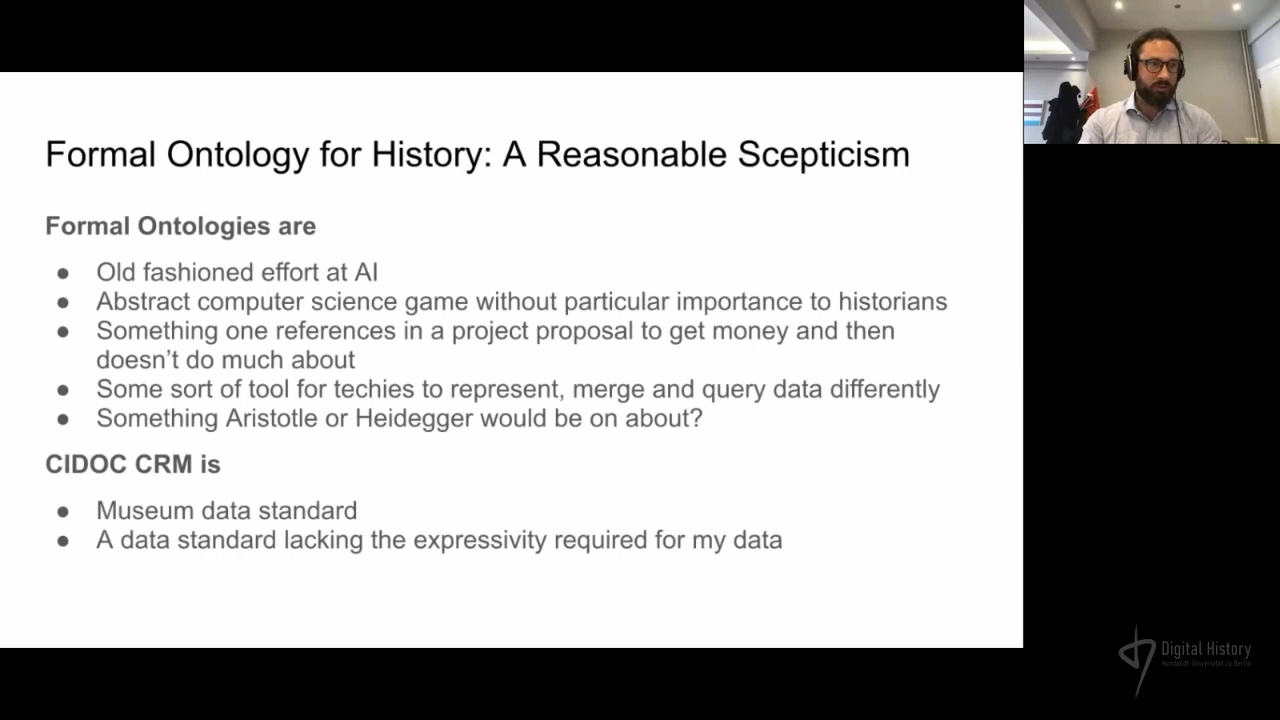 Formal Ontology for History: A Reasonable Scepticism
Formal Ontologies are
● Old fashioned effort at AI
● Abstract computer science game without particular importance to historians
● Something one references in a project proposal to get money and then
doesn’t do much about
● Some sort of tool for techies to represent, merge and query data differently
● Something Aristotle or Heidegger would be on about?
CIDOC CRM is
● Museum data standard
● A data standard lacking the expressivity required for my data
Digital History
Humboldt-Universität zu Berlin